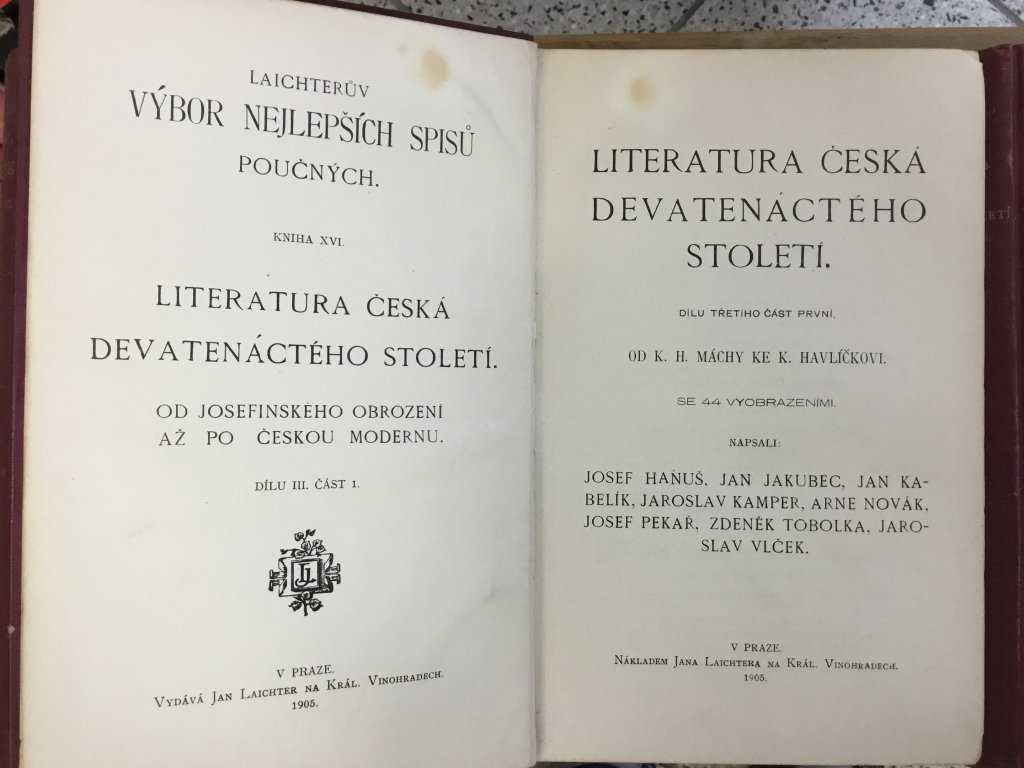 LAICHTERŮV
VÝBOR NEJLEPŠÍCH SPISŮ
POUČNÝCH.
KNIHA XVI.
LITERATURA ČESKÁ
DEVATENÁCTÉHO STOLETÍ.
OD JOSEFINSKÉHO OBROZENÍ
AŽ PO ČESKOU MODERNU.
DÍLU III. ČÁST 1.
V PRAZE.
VYDÁVÁ JAN LAICHTER NA KRÁL. VINOHRADECH.
1905.
LITERATURA ČESKÁ
DEVATENÁCTÉHO
STOLETÍ.
DÍLU TŘETIHO ČÁST PRVNÍ.
OD K. H. MÁCHY KE K. HAVLÍČKOVI.
SE 44 VYOBRAZENÍMI.
NAPSALI:
JOSEF HANUŠ, JAN JAKUBEC, JAN KA-
BELÍK, JAROSLAV KAMPER, ARNE NOVÁK,
JOSEF PEKAŘ, ZDENĚK TOBOLKA, JARO-
SLAV VLČEK.
V PRAZE.
NÁKLADEM JANA LAICHTERA NA KRÁL. VINOHRADECH.
1905.